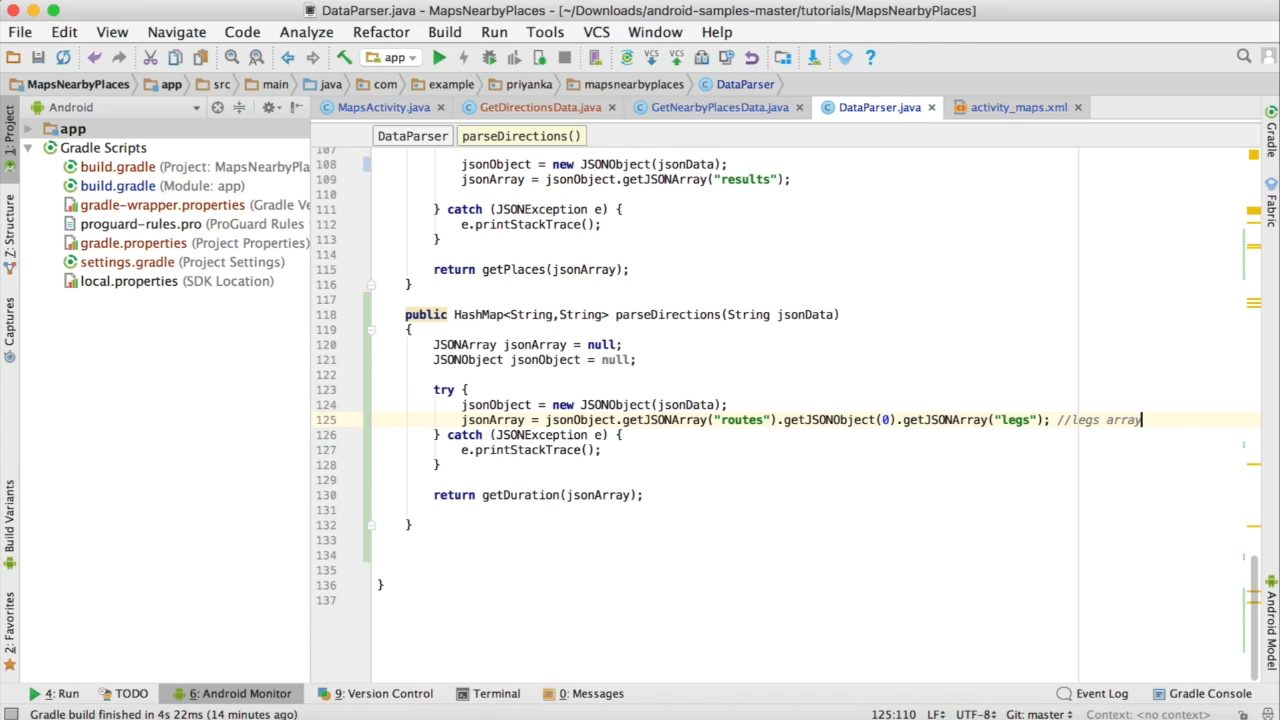 DataParser.java - MapsNearbyPlaces - [~/Downloads/android-samples-master/tutorials/MapsNearbyPlaces]
File Edit View Navigate Code Analyze Refactor Build Run Tools VCS Window Help
app
VCS VCS
MapsNearbyPlaces app src main java com example priyanka mapsnearbyplaces DataParser
Android
MapsActivity.java GetDirectionsData.java GetNearbyPlacesData.java DataParser.java activity_maps.xml
DataParser parseDirections()
1: Project
Z: Structure
Captures
Build Variants
2: Favorites
app
Gradle Scripts
build.gradle (Project: MapsNearbyPla
build.gradle (Module: app)
gradle-wrapper.properties (Gradle Ve
proguard-rules.pro (ProGuard Rules
gradle.properties (Project Properties)
settings.gradle (Project Settings)
local.properties (SDK Location)
107
108 jsonObject = new JSONObject(jsonData);
109 jsonArray = jsonObject.getJSONArray("results");
110
111 } catch (JSONException e) {
112 e.printStackTrace();
113 }
114
115 return getPlaces(jsonArray);
116 }
117
118 public HashMap<String,String> parseDirections(String jsonData)
119 {
120 JSONArray jsonArray = null;
121 JSONObject jsonObject = null;
122
123 try {
124 jsonObject = new JSONObject(jsonData);
125 jsonArray = jsonObject.getJSONArray("routes").getJSONObject(0).getJSONArray("legs"); //legs array
126 } catch (JSONException e) {
127 e.printStackTrace();
128 }
129
130 return getDuration(jsonArray);
131
132 }
133
134
135
136 }
137
Gradle
Fabric
Android Model
4: Run TODO 6: Android Monitor 9: Version Control Terminal 0: Messages Event Log Gradle Console
Gradle build finished in 4s 22ms (14 minutes ago) 125:110 LF UTF-8 Git: master Context: <no context>